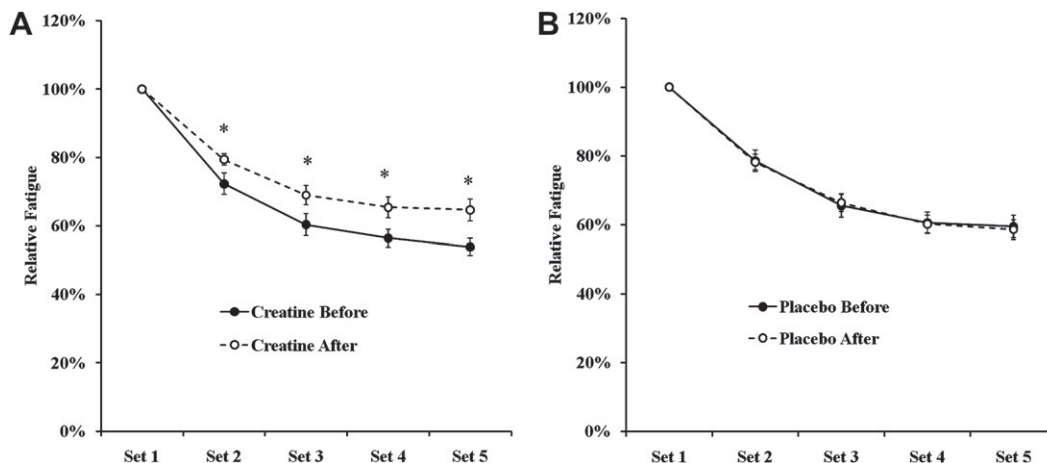 A
120%
100%
80%
60%
40%
20%
0%
Relative Fatigue
*
*
*
*
Creatine Before
Creatine After
Set 1 Set 2 Set 3 Set 4 Set 5
B
120%
100%
80%
60%
40%
20%
0%
Relative Fatigue
Placebo Before
Placebo After
Set 1 Set 2 Set 3 Set 4 Set 5